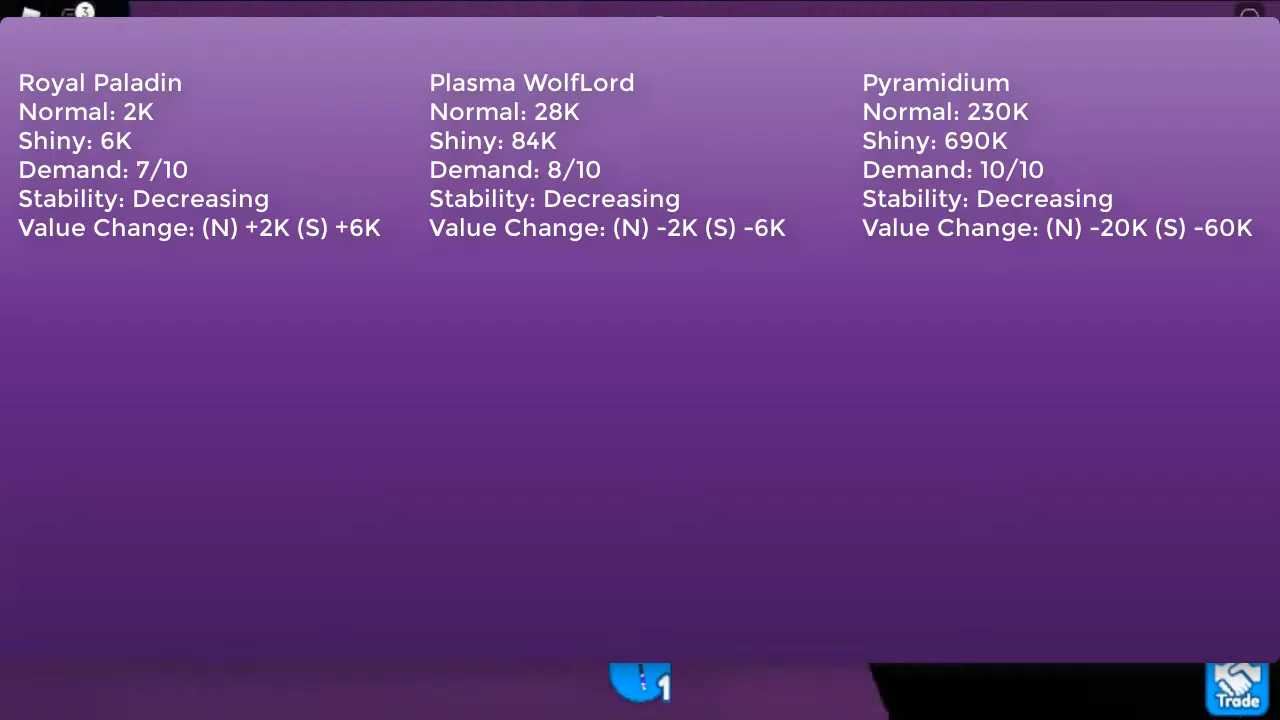 3
Royal Paladin
Normal: 2K
Shiny: 6K
Demand: 7/10
Stability: Decreasing
Value Change: (N) +2K (S) +6K
Plasma WolfLord
Normal: 28K
Shiny: 84K
Demand: 8/10
Stability: Decreasing
Value Change: (N) -2K (S) -6K
Pyramidium
Normal: 230K
Shiny: 690K
Demand: 10/10
Stability: Decreasing
Value Change: (N) -20K (S) -60K
1
Trade